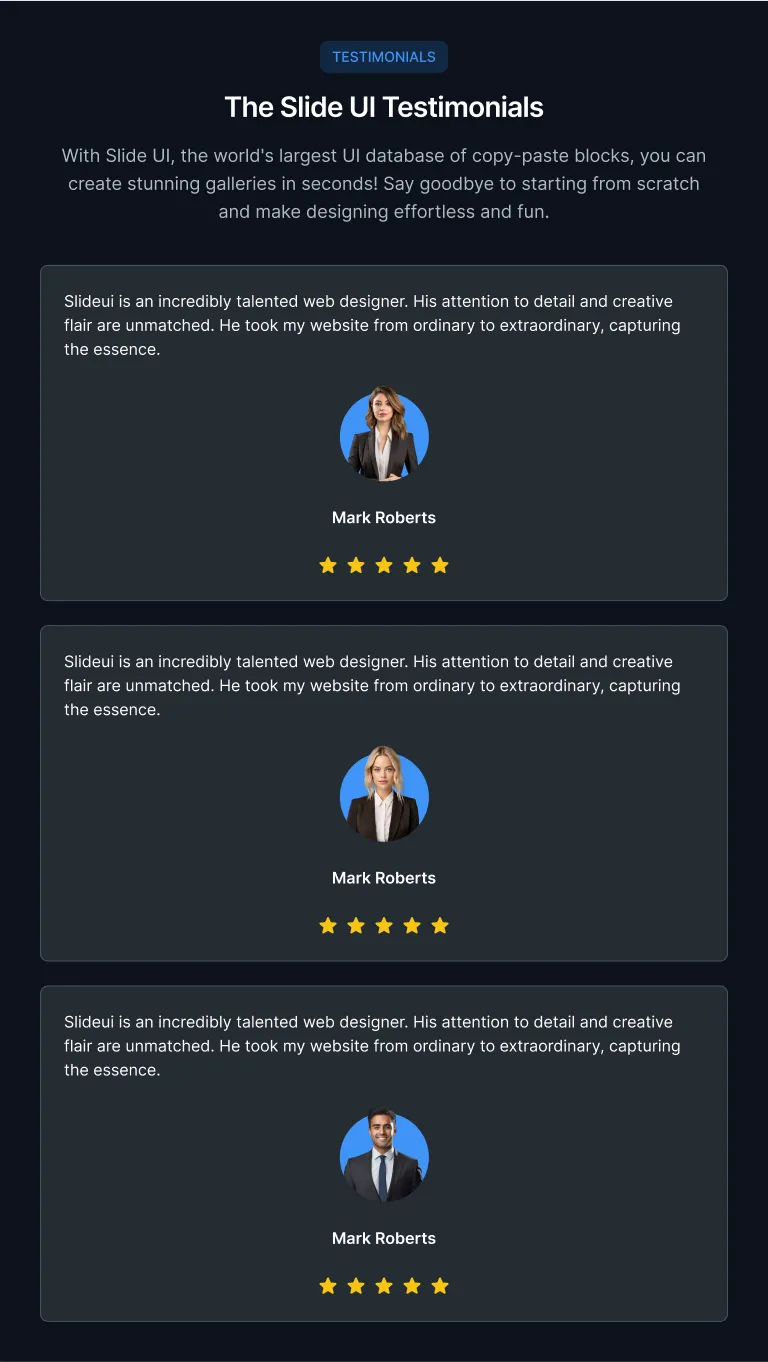 TESTIMONIALS
The Slide UI Testimonials
With Slide UI, the world's largest UI database of copy-paste blocks, you can
create stunning galleries in seconds! Say goodbye to starting from scratch
and make designing effortless and fun.
Slideui is an incredibly talented web designer. His attention to detail and creative
flair are unmatched. He took my website from ordinary to extraordinary, capturing
the essence.
Mark Roberts
Slideui is an incredibly talented web designer. His attention to detail and creative
flair are unmatched. He took my website from ordinary to extraordinary, capturing
the essence.
Mark Roberts
Slideui is an incredibly talented web designer. His attention to detail and creative
flair are unmatched. He took my website from ordinary to extraordinary, capturing
the essence.
Mark Roberts